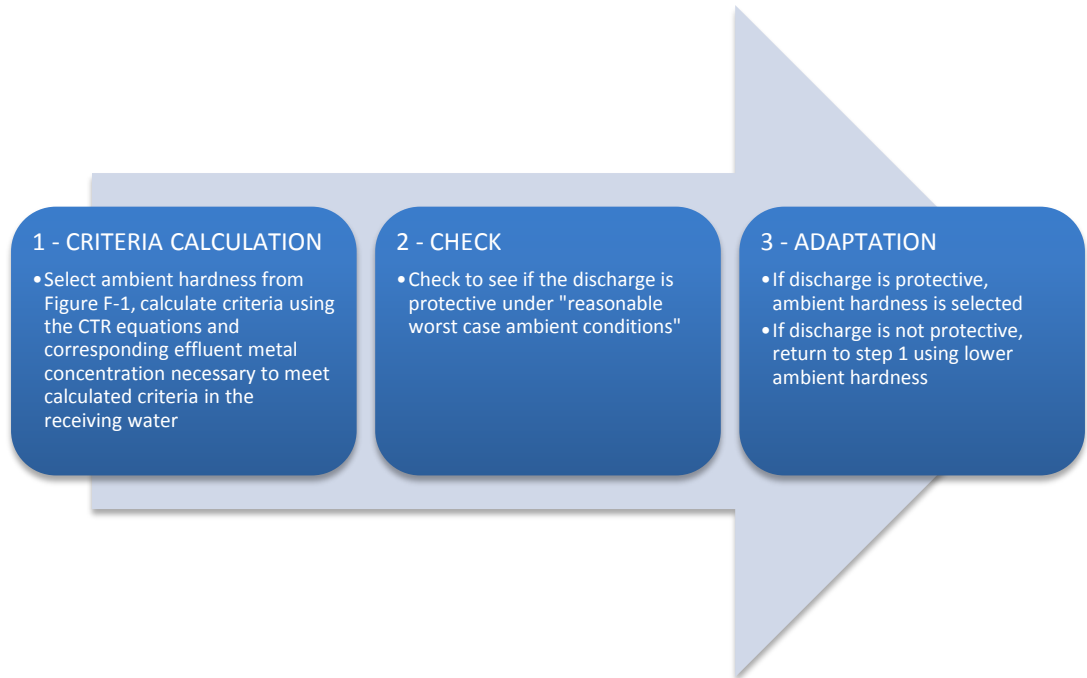 1 - CRITERIA CALCULATION
•Select ambient hardness from
Figure F-1, calculate criteria using
the CTR equations and
corresponding effluent metal
concentration necessary to meet
calculated criteria in the
receiving water
2 - CHECK
•Check to see if the discharge is
protective under "reasonable
worst case ambient conditions"
3 - ADAPTATION
•If discharge is protective,
ambient hardness is selected
•If discharge is not protective,
return to step 1 using lower
ambient hardness